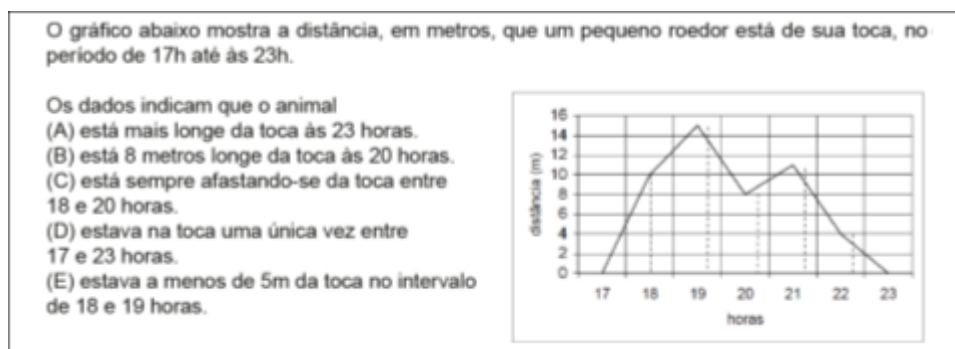 O gráfico abaixo mostra a distância, em metros, que um pequeno roedor está de sua toca, no
período de 17h até às 23h.
Os dados indicam que o animal
(A) está mais longe da toca às 23 horas.
(B) está 8 metros longe da toca às 20 horas.
(C) está sempre afastando-se da toca entre
18 e 20 horas.
(D) estava na toca uma única vez entre
17 e 23 horas.
(E) estava a menos de 5m da toca no intervalo
de 18 e 19 horas.
distância (m)
16
14
12
10
8
6
4
2
0
17 18 19 20 21 22 23
horas